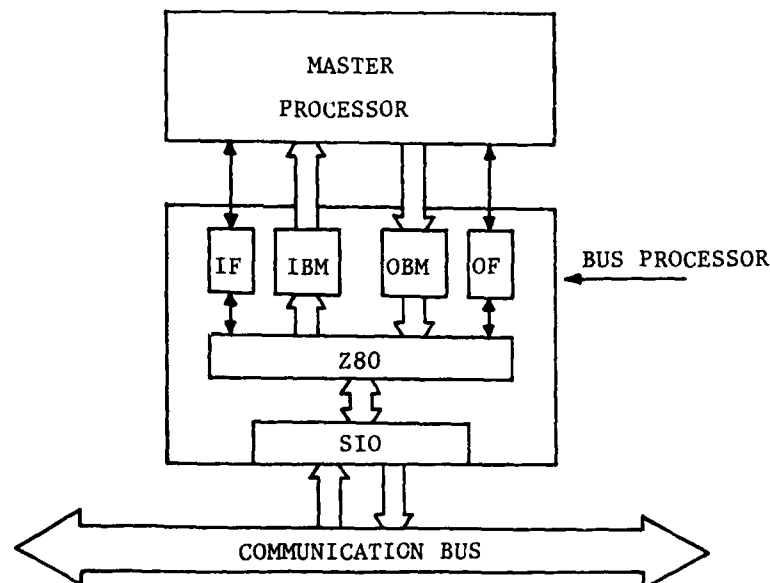 MASTER
PROCESSOR
IF
IBM
OBM
OF
BUS PROCESSOR
Z80
SIO
COMMUNICATION BUS